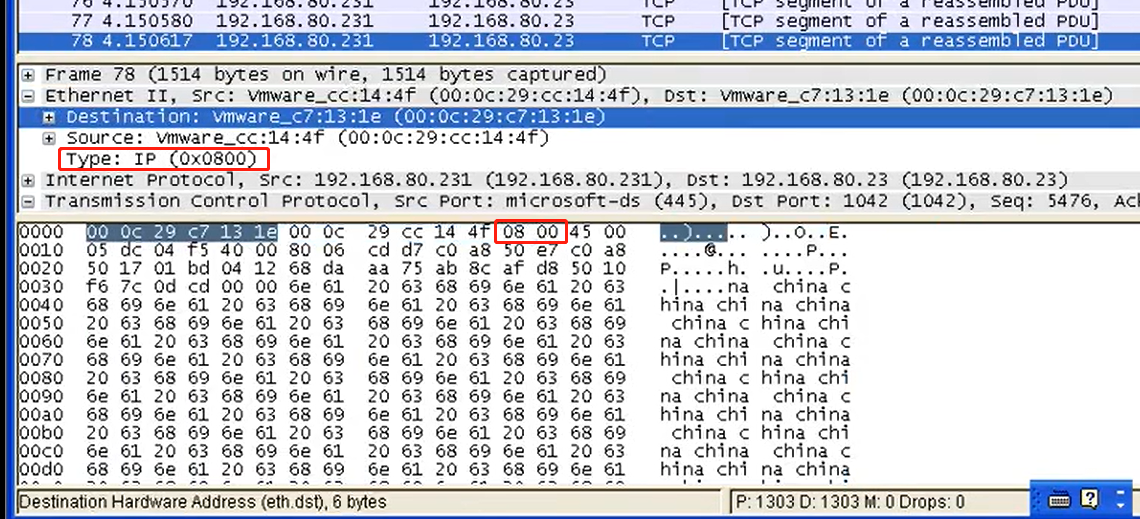 76 4.150570 192.168.80.231 192.168.80.23 TCP [TCP segment of a reassembled PDU]
77 4.150580 192.168.80.231 192.168.80.23 TCP [TCP segment of a reassembled PDU]
78 4.150617 192.168.80.231 192.168.80.23 TCP [TCP segment of a reassembled PDU]
Frame 78 (1514 bytes on wire, 1514 bytes captured)
Ethernet II, Src: Vmware_cc:14:4f (00:0c:29:cc:14:4f), Dst: Vmware_c7:13:1e (00:0c:29:c7:13:1e)
Destination: Vmware_c7:13:1e (00:0c:29:c7:13:1e)
Source: Vmware_cc:14:4f (00:0c:29:cc:14:4f)
Type: IP (0x0800)
Internet Protocol, Src: 192.168.80.231 (192.168.80.231), Dst: 192.168.80.23 (192.168.80.23)
Transmission Control Protocol, Src Port: microsoft-ds (445), Dst Port: 1042 (1042), Seq: 5476, Ac
0000 00 0c 29 c7 13 1e 00 0c 29 cc 14 4f 08 00 45 00 ..)..... )..O..E.
0010 05 dc 04 f5 40 00 80 06 cd d7 c0 a8 50 e7 c0 a8 ....@... ....P...
0020 50 17 01 bd 04 12 68 da aa 75 ab 8c af d8 50 10 P.....h. .u....P.
0030 f6 7c 0d cd 00 00 6e 61 20 63 68 69 6e 61 20 63 .|....na china c
0040 68 69 6e 61 20 63 68 69 6e 61 20 63 68 69 6e 61 hina chi na china
0050 20 63 68 69 6e 61 20 63 68 69 6e 61 20 63 68 69 china c hina chi
0060 6e 61 20 63 68 69 6e 61 20 63 68 69 6e 61 20 63 na china china c
0070 68 69 6e 61 20 63 68 69 6e 61 20 63 68 69 6e 61 hina chi na china
0080 20 63 68 69 6e 61 20 63 68 69 6e 61 20 63 68 69 china c hina chi
0090 6e 61 20 63 68 69 6e 61 20 63 68 69 6e 61 20 63 na china china c
00a0 68 69 6e 61 20 63 68 69 6e 61 20 63 68 69 6e 61 hina chi na china
00b0 20 63 68 69 6e 61 20 63 68 69 6e 61 20 63 68 69 china c hina chi
00c0 6e 61 20 63 68 69 6e 61 20 63 68 69 6e 61 20 63 na china china c
00d0 68 69 6e 61 20 63 68 69 6e 61 20 63 68 69 6e 61 hina chi na china
Destination Hardware Address (eth.dst), 6 bytes P: 1303 D: 1303 M: 0 Drops: 0